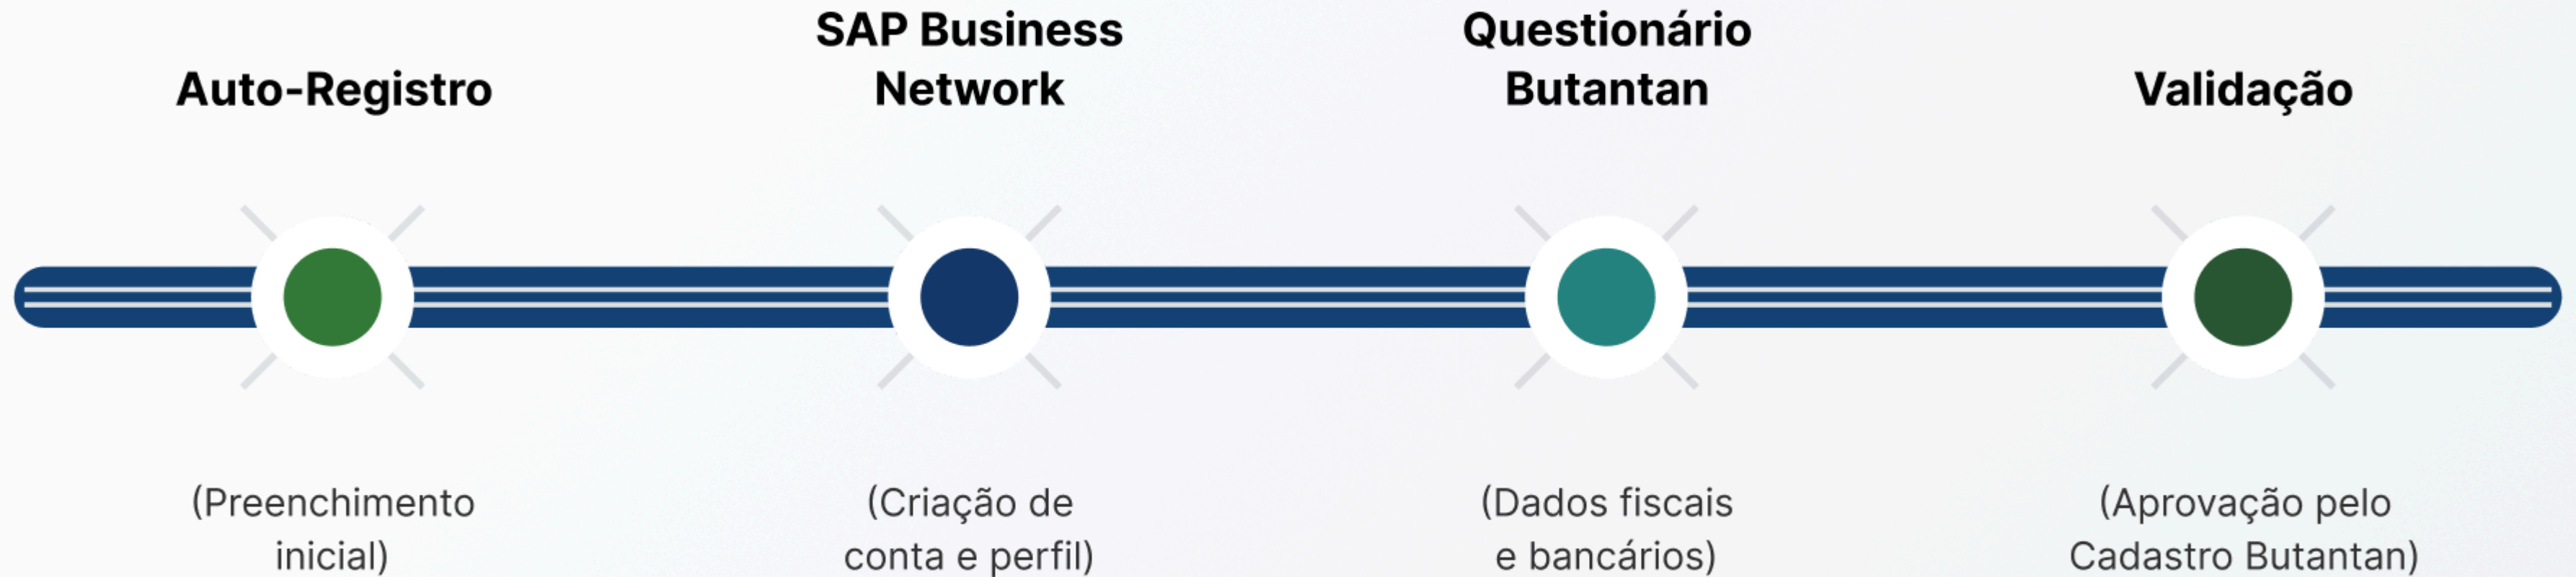 Auto-Registro
SAP Business
Network
Questionário
Butantan
Validação
(Preenchimento
inicial)
(Criação de
conta e perfil)
(Dados fiscais
e bancários)
(Aprovação pelo
Cadastro Butantan)